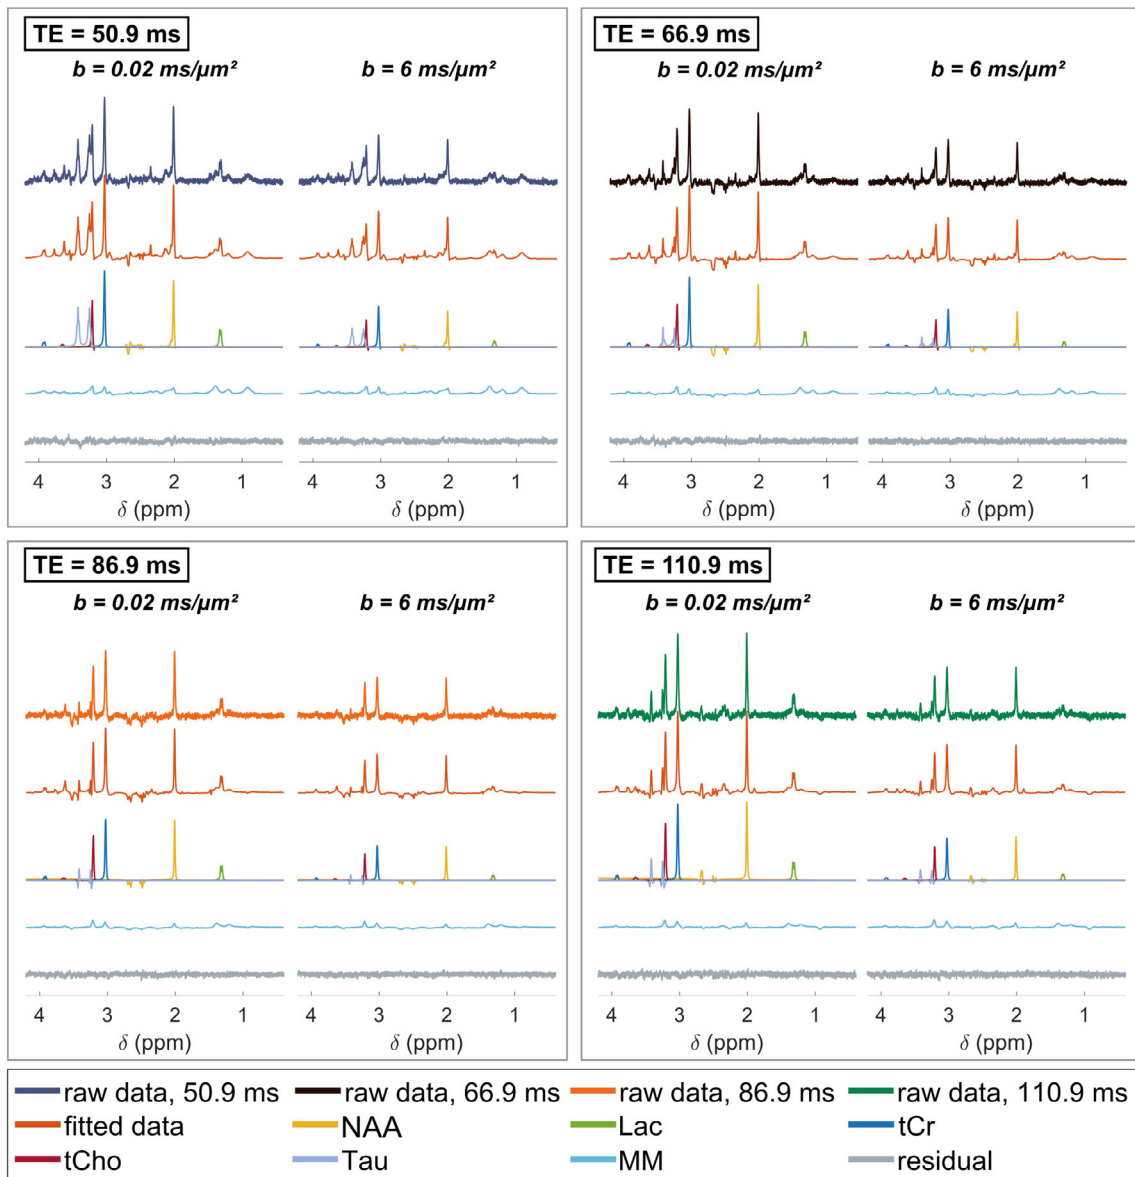 TE = 50.9 ms
b = 0.02 ms/µm²
b = 6 ms/µm²
4 3 2 1
4 3 2 1
δ (ppm)
δ (ppm)
TE = 66.9 ms
b = 0.02 ms/µm²
b = 6 ms/µm²
4 3 2 1
4 3 2 1
δ (ppm)
δ (ppm)
TE = 86.9 ms
b = 0.02 ms/µm²
b = 6 ms/µm²
4 3 2 1
4 3 2 1
δ (ppm)
δ (ppm)
TE = 110.9 ms
b = 0.02 ms/µm²
b = 6 ms/µm²
4 3 2 1
4 3 2 1
δ (ppm)
δ (ppm)
raw data, 50.9 ms raw data, 66.9 ms raw data, 86.9 ms raw data, 110.9 ms
fitted data NAA Lac tCr
tCho Tau MM residual